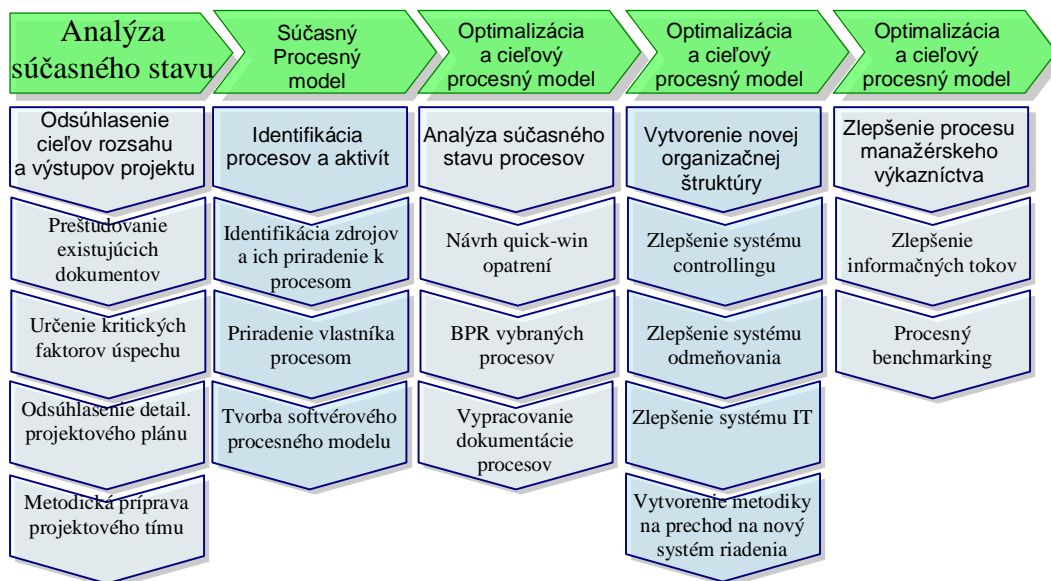 Analýza
súčasného stavu
Súčasný
Procesný
model
Optimalizácia
a cieľový
procesný model
Optimalizácia
a cieľový
procesný model
Optimalizácia
a cieľový
procesný model
Odsúhlasenie
cieľov rozsahu
a výstupov projektu
Preštudovanie
existujúcich
dokumentov
Určenie kritických
faktorov úspechu
Odsúhlasenie detail.
projektového plánu
Metodická príprava
projektového tímu
Identifikácia
procesov a aktivít
Identifikácia zdrojov
a ich priradenie k
procesom
Priradenie vlastníka
procesom
Tvorba softvérového
procesného modelu
Analýza súčasného
stavu procesov
Návrh quick-win
opatrení
BPR vybraných
procesov
Vypracovanie
dokumentácie
procesov
Vytvorenie novej
organizačnej
štruktúry
Zlepšenie systému
controllingu
Zlepšenie systému
odmeňovania
Zlepšenie systému IT
Vytvorenie metodiky
na prechod na nový
systém riadenia
Zlepšenie procesu
manažérskeho
výkazníctva
Zlepšenie
informačných tokov
Procesný
benchmarking